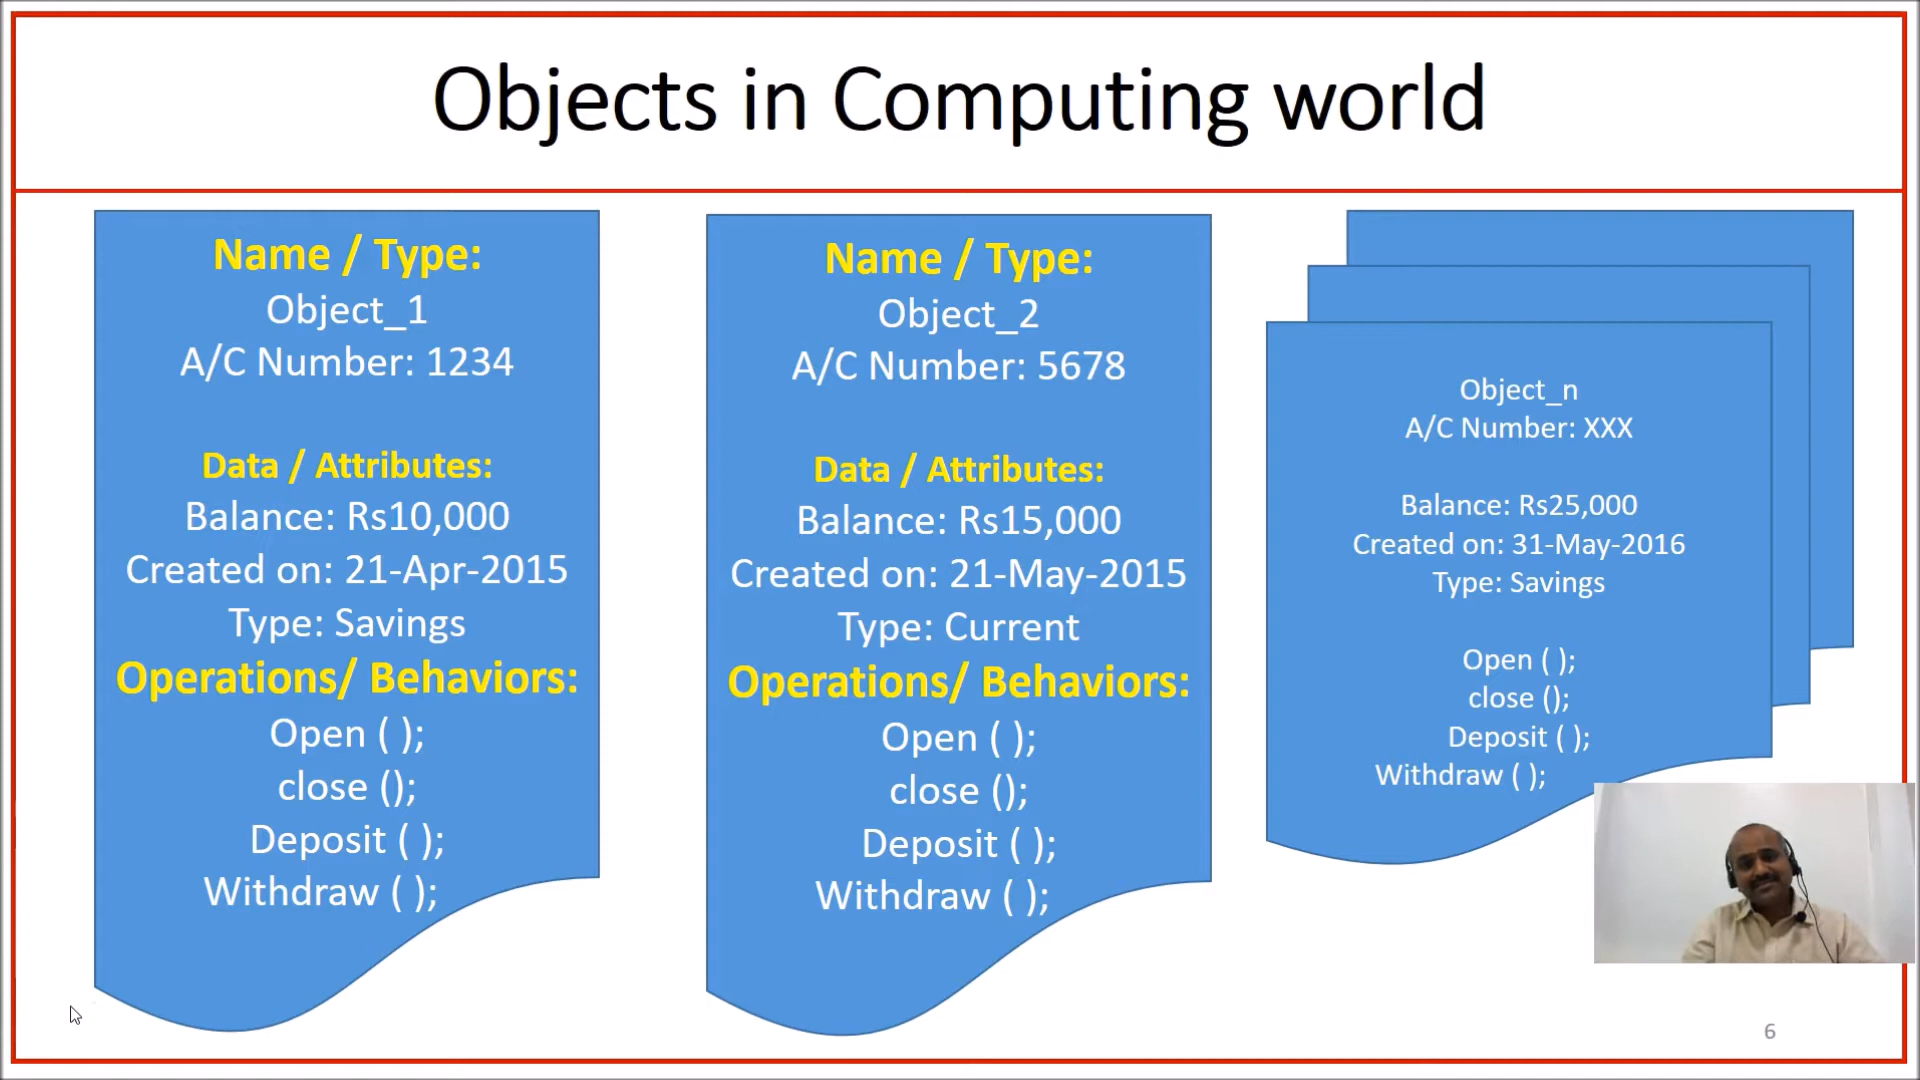 Objects in Computing world
Name / Type:
Object_1
A/C Number: 1234
Data / Attributes:
Balance: Rs10,000
Created on: 21-Apr-2015
Type: Savings
Operations/ Behaviors:
Open ( );
close ();
Deposit ( );
Withdraw ( );
Name / Type:
Object_2
A/C Number: 5678
Data / Attributes:
Balance: Rs15,000
Created on: 21-May-2015
Type: Current
Operations/ Behaviors:
Open ( );
close ();
Deposit ( );
Withdraw ( );
Object_n
A/C Number: XXX
Balance: Rs25,000
Created on: 31-May-2016
Type: Savings
Open ( );
close ();
Deposit ( );
Withdraw ( );
6